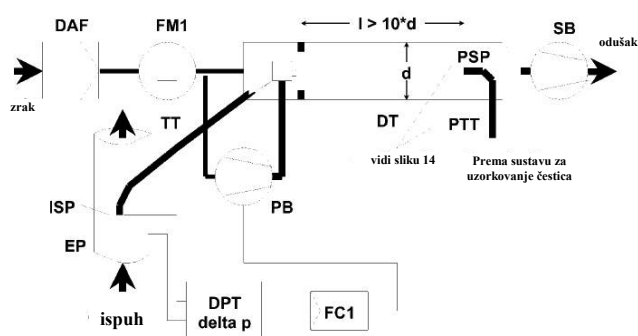 DAF
FM1
l > 10*d
SB
zrak
d
PSP
odušak
TT
DT
PTT
vidi sliku 14
Prema sustavu za
uzorkovanje čestica
ISP
PB
EP
ispuh
DPT
delta p
FC1